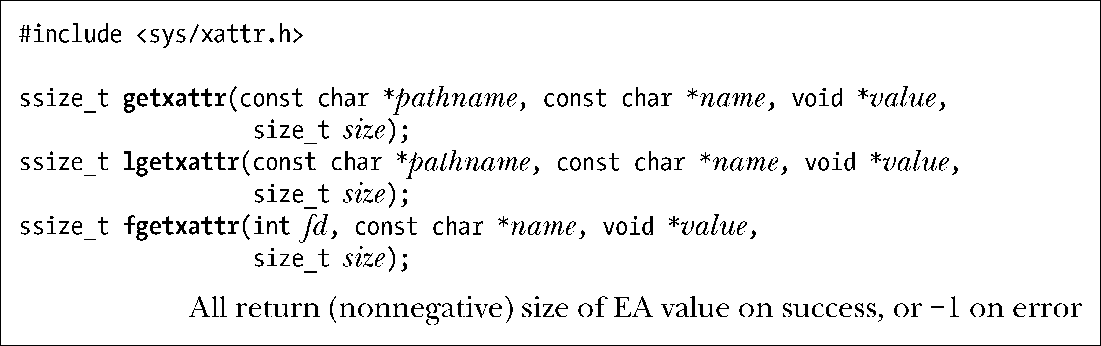 #include <sys/xattr.h>
ssize_t getxattr(const char *pathname, const char *name, void *value,
size_t size);
ssize_t lgetxattr(const char *pathname, const char *name, void *value,
size_t size);
ssize_t fgetxattr(int fd, const char *name, void *value,
size_t size);
All return (nonnegative) size of EA value on success, or −1 on error